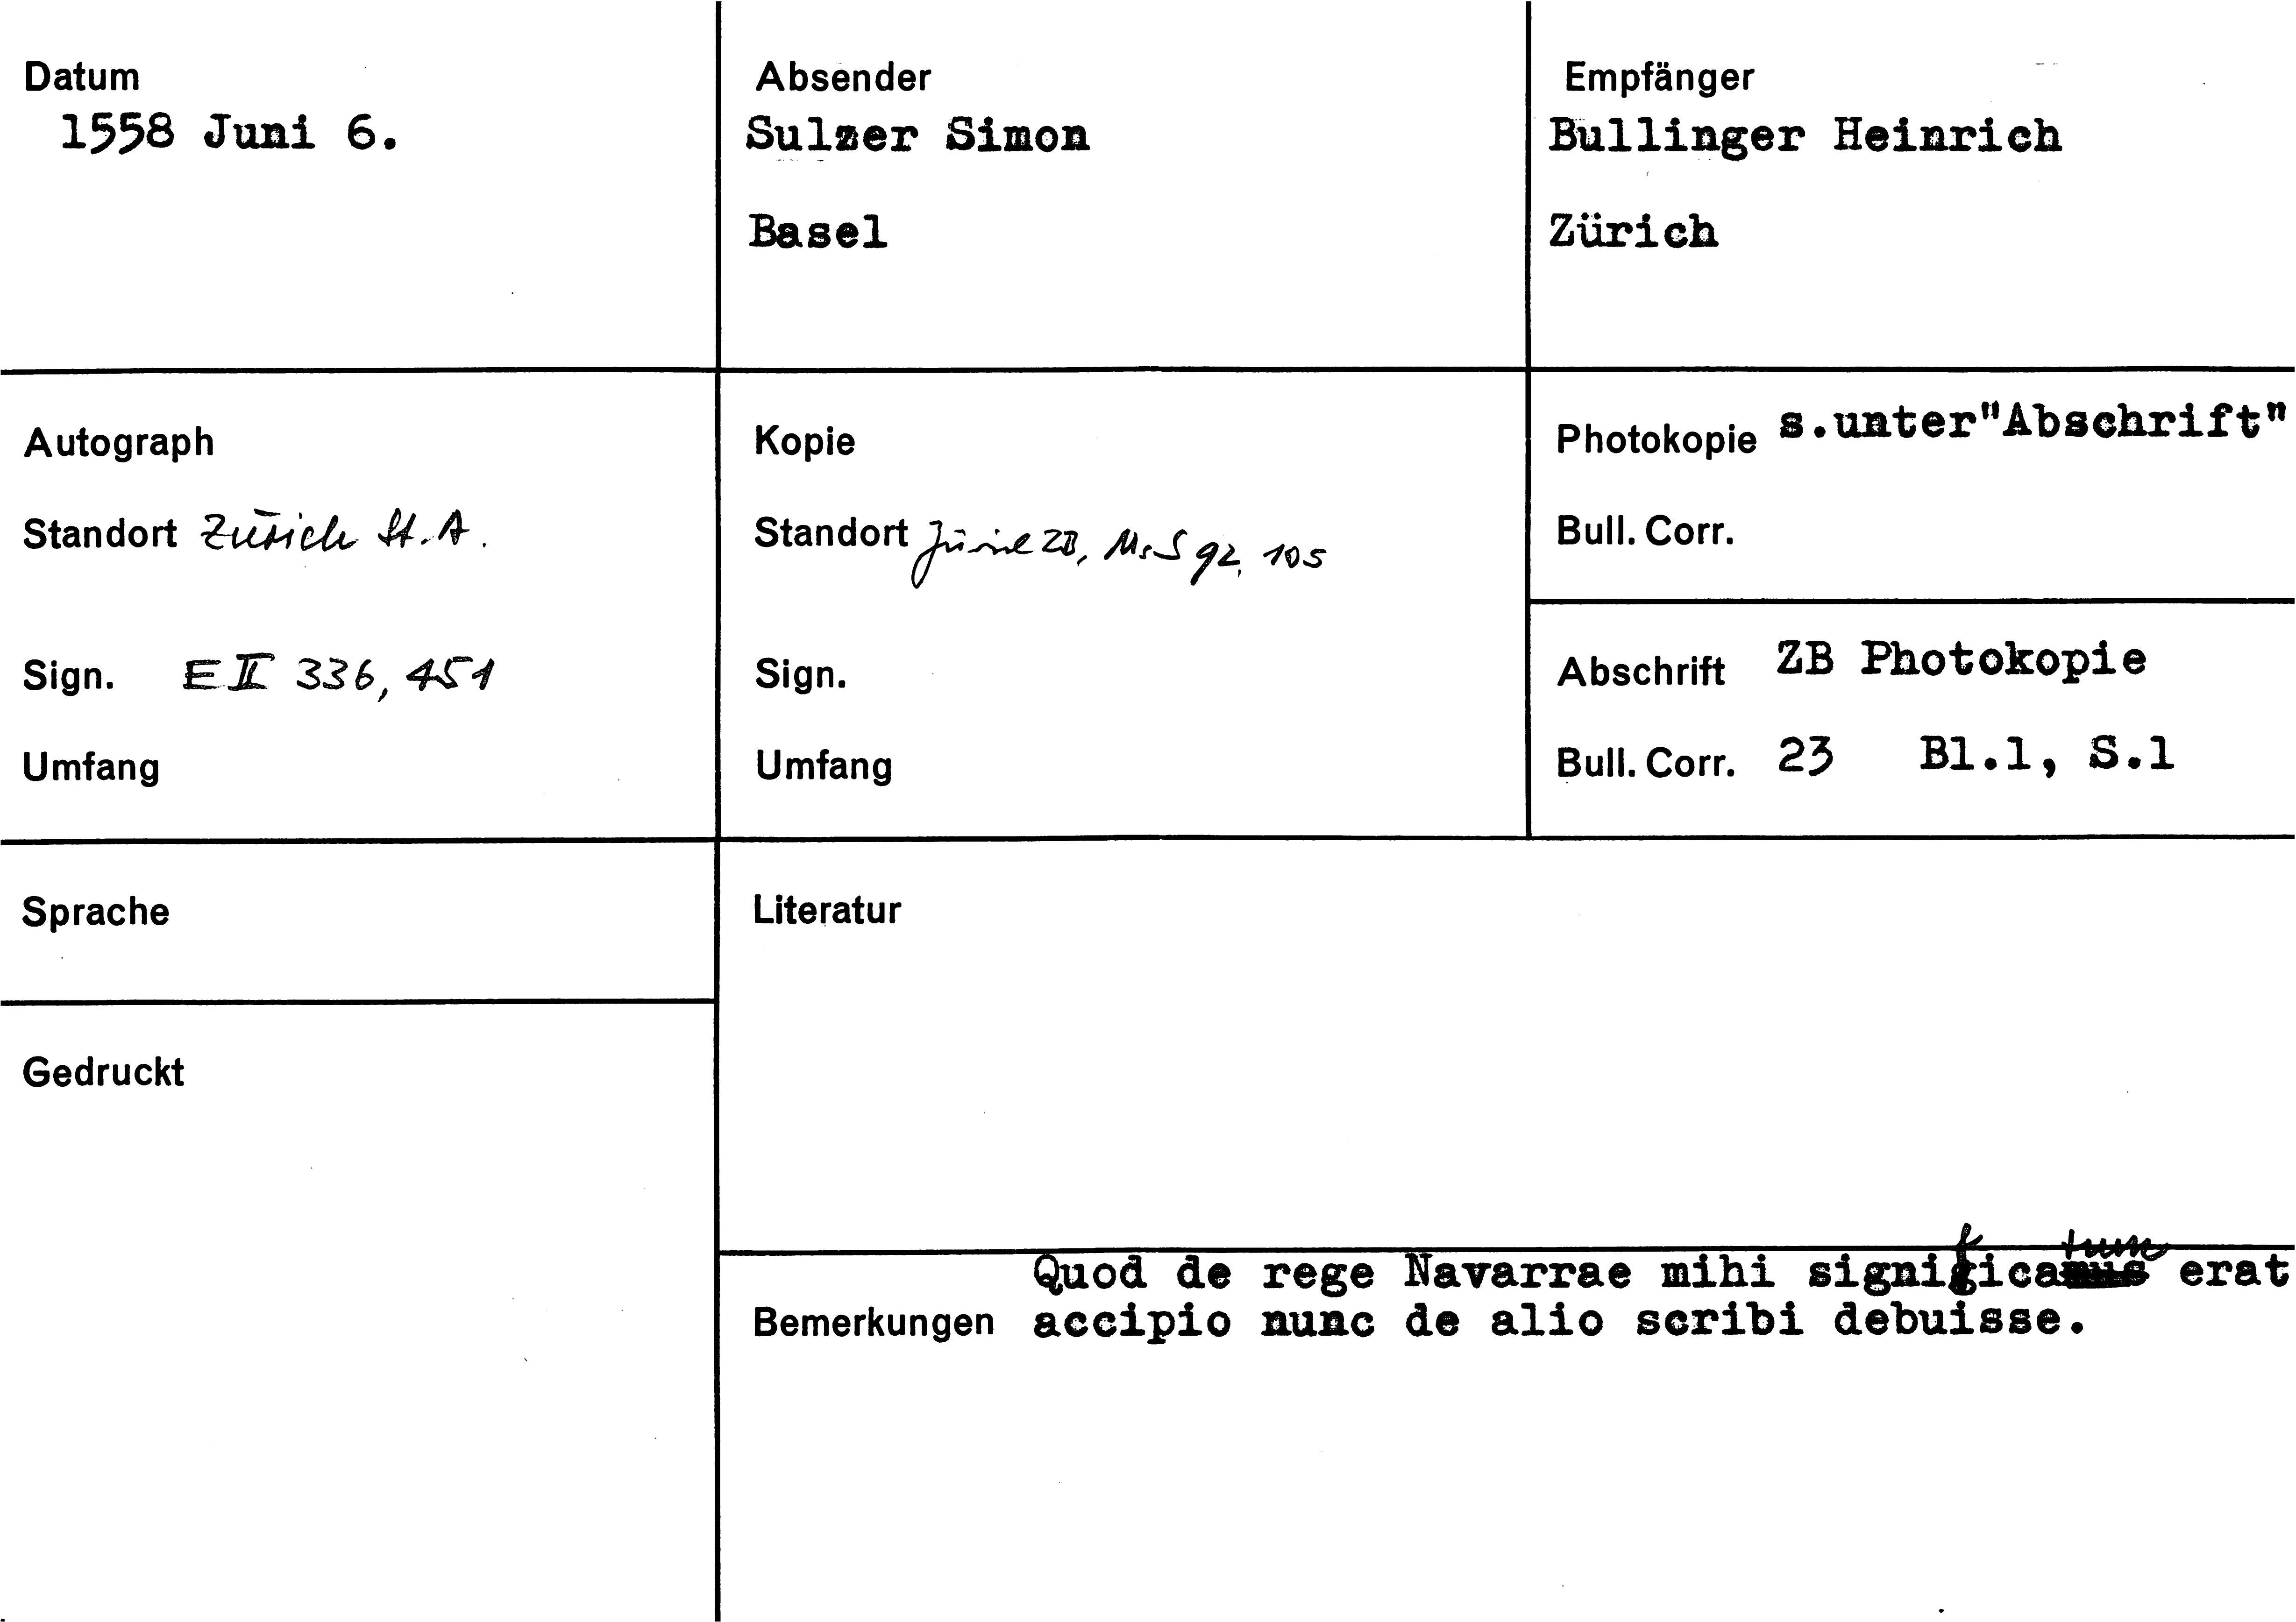 Datum
1558 Juni 6.
Absender
Sulzer Simon
Basel
Empfänger
Bullinger Heinrich
Zürich
Autograph
Standort Zürich St. A.
Sign. E II 336, 451
Umfang
Kopie
Standort Zürich ZB, Ms S 92, 105
Sign.
Umfang
Photokopie s.unter"Abschrift"
Bull. Corr.
Abschrift ZB Photokopie
Bull. Corr. 23 Bl.1, S.1
Sprache
Gedruckt
Literatur
Quod de rege Navarrae mihi significatum erat
Bemerkungen accipio nunc de alio scribi debuisse.